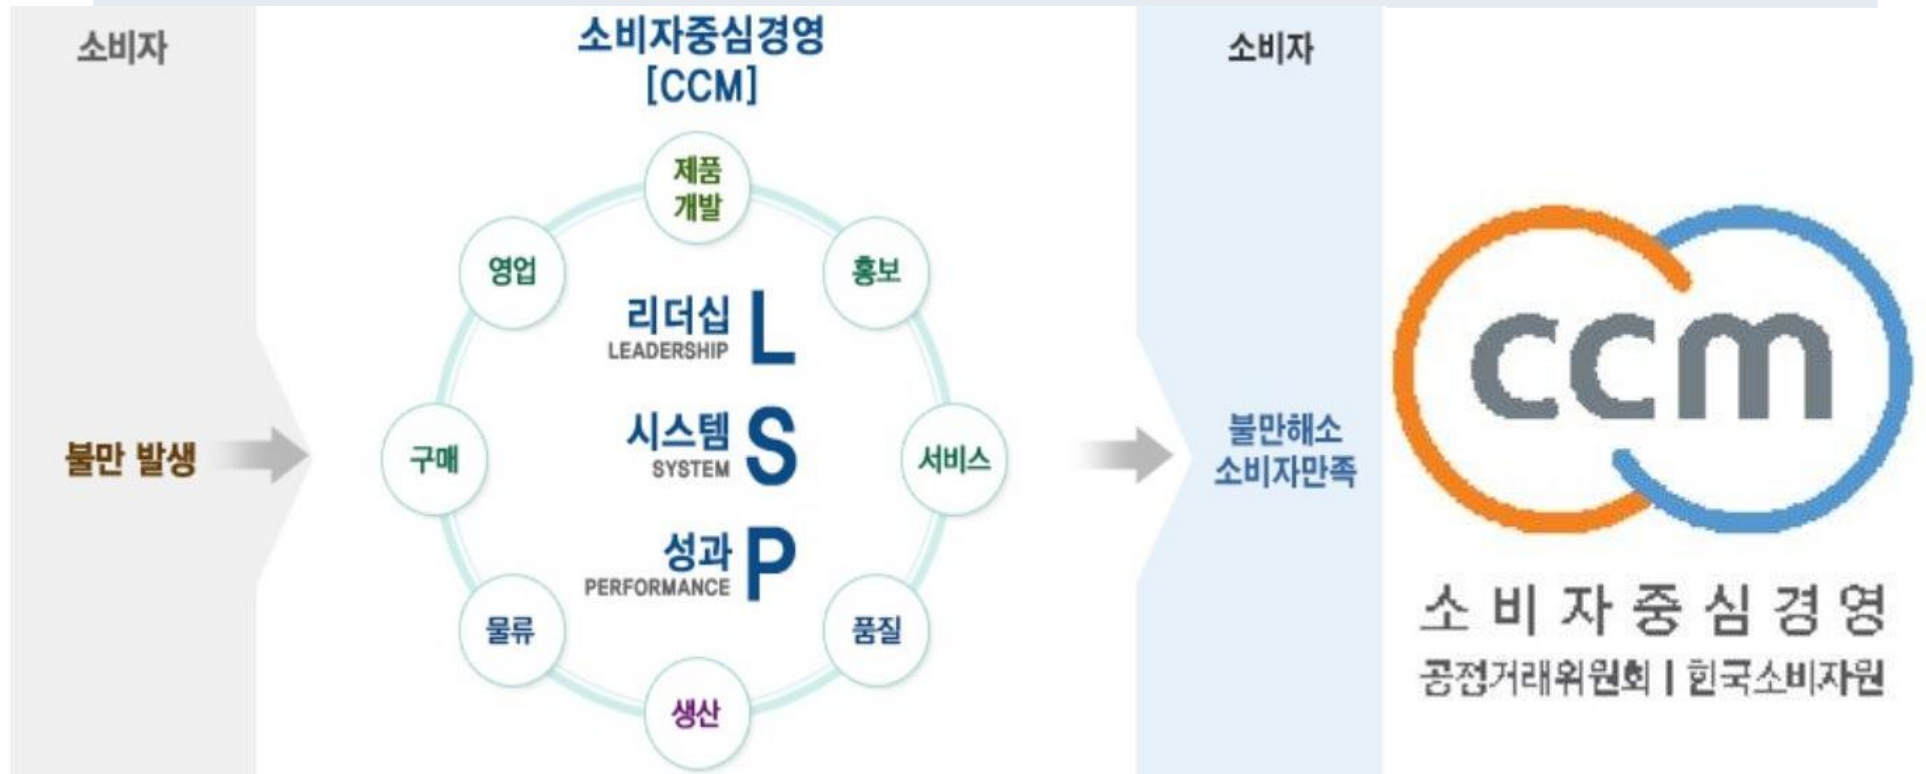 소비자
불만 발생
소비자중심경영
[CCM]
제품
개발
영업
홍보
리더십 L
LEADERSHIP
시스템 S
SYSTEM
성과 P
PERFORMANCE
구매
서비스
물류
품질
생산
소비자
불만해소
소비자만족
ccm
소비자중심경영
공정거래위원회 | 한국소비자원